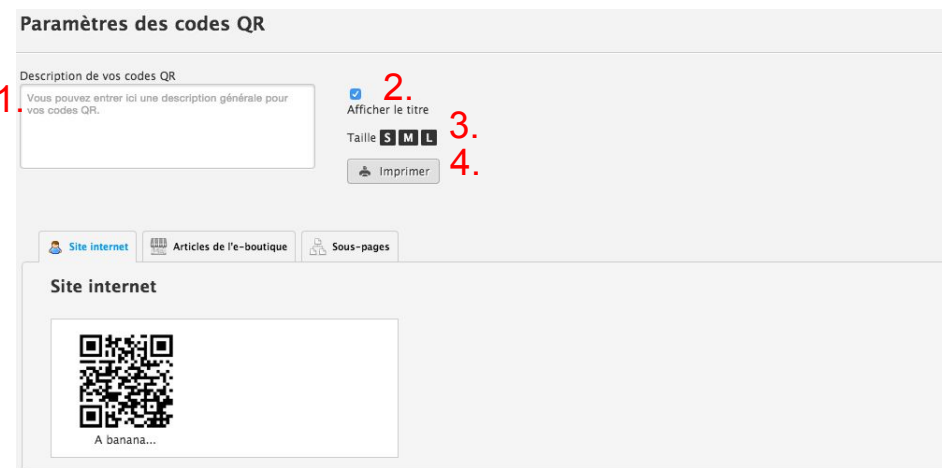 Paramètres des codes QR
Description de vos codes QR
1.
Vous pouvez entrer ici une description générale pour
vos codes QR.
2.
Afficher le titre
Taille S M L 3.
Imprimer 4.
Site internet Articles de l'e-boutique Sous-pages
Site internet
A banana...